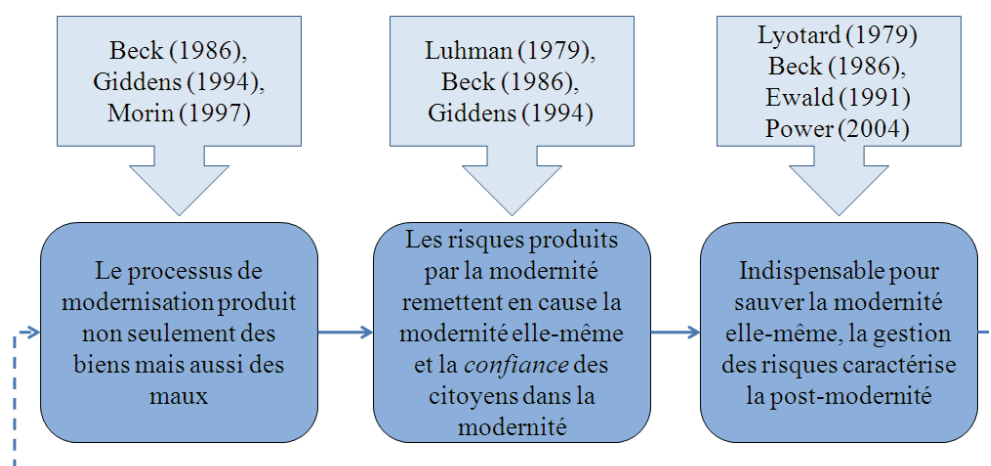 Beck (1986),
Giddens (1994),
Morin (1997)
Luhman (1979),
Beck (1986),
Giddens (1994)
Lyotard (1979)
Beck (1986),
Ewald (1991)
Power (2004)
Le processus de
modernisation produit
non seulement des
biens mais aussi des
maux
Les risques produits
par la modernité
remettent en cause la
modernité elle-même
et la confiance des
citoyens dans la
modernité
Indispensable pour
sauver la modernité
elle-même, la gestion
des risques caractérise
la post-modernité